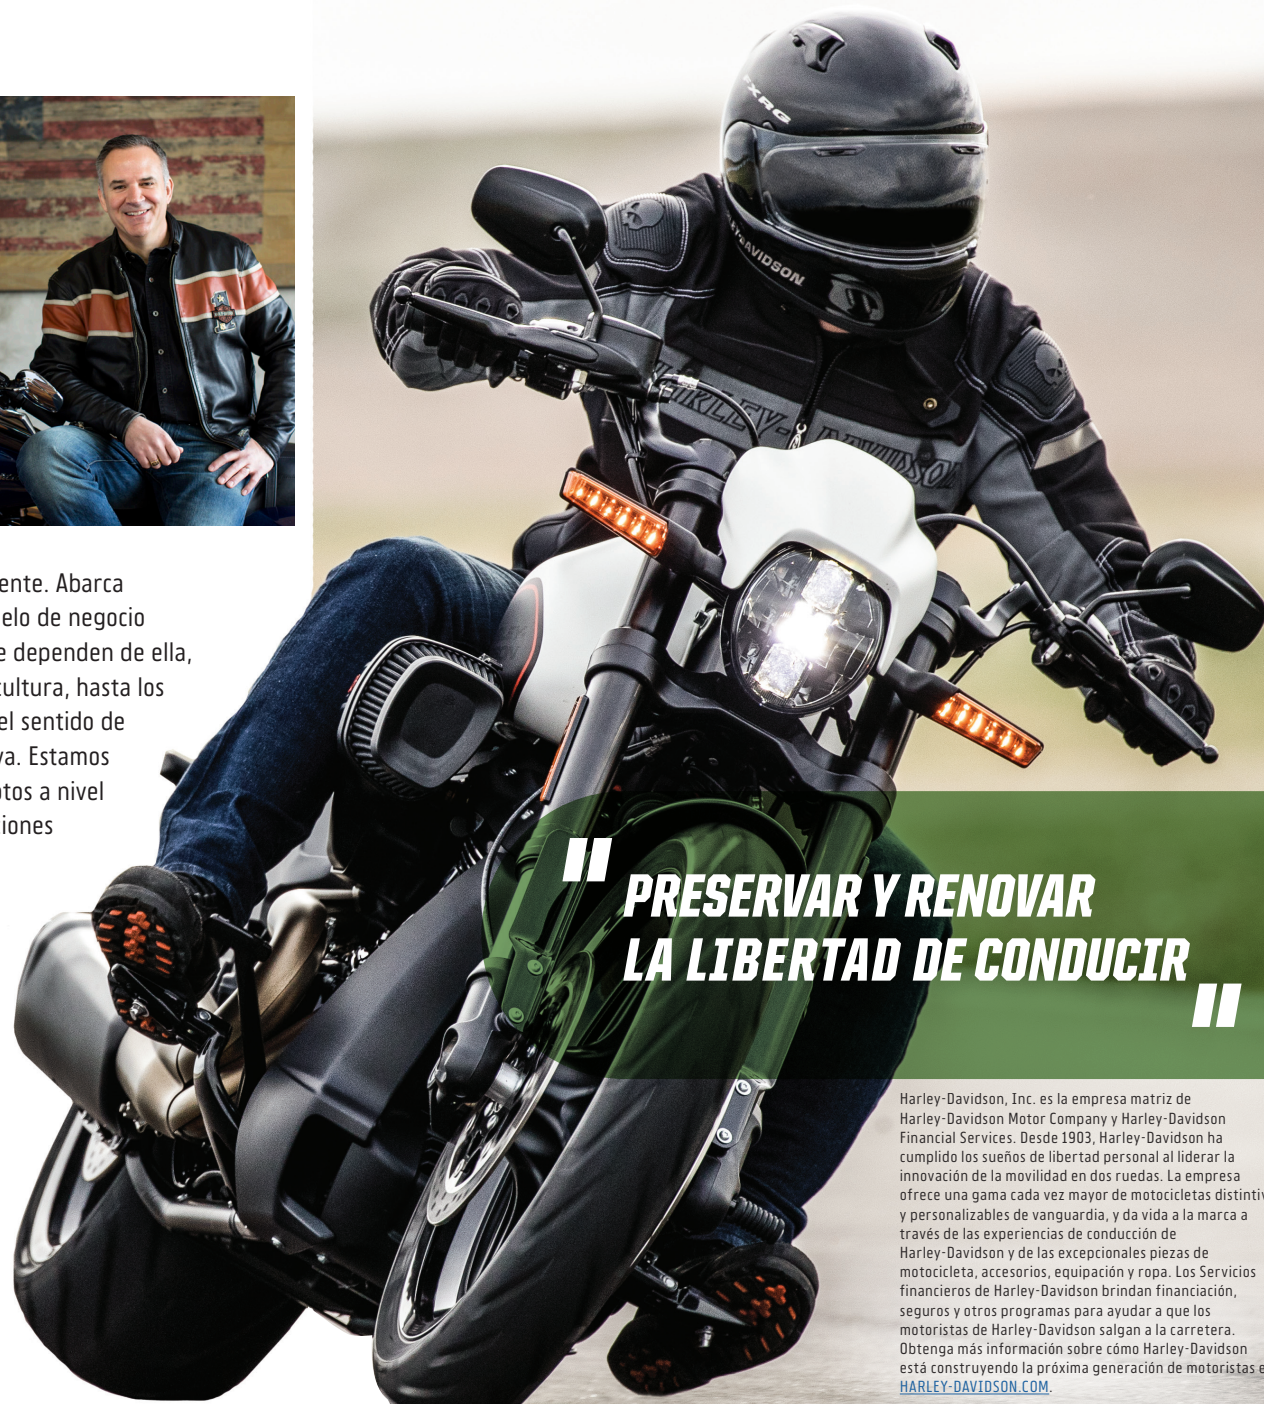 ente. Abarca
elo de negocio
e dependen de ella,
cultura, hasta los
el sentido de
va. Estamos
otos a nivel
iones
FXRG
HARLEY-DAVIDSON
"PRESERVAR Y RENOVAR
LA LIBERTAD DE CONDUCIR"
Harley-Davidson, Inc. es la empresa matriz de
Harley-Davidson Motor Company y Harley-Davidson
Financial Services. Desde 1903, Harley-Davidson ha
cumplido los sueños de libertad personal al liderar la
innovación de la movilidad en dos ruedas. La empresa
ofrece una gama cada vez mayor de motocicletas distintiv
y personalizables de vanguardia, y da vida a la marca a
través de las experiencias de conducción de
Harley-Davidson y de las excepcionales piezas de
motocicleta, accesorios, equipación y ropa. Los Servicios
financieros de Harley-Davidson brindan financiación,
seguros y otros programas para ayudar a que los
motoristas de Harley-Davidson salgan a la carretera.
Obtenga más información sobre cómo Harley-Davidson
está construyendo la próxima generación de motoristas e
HARLEY-DAVIDSON.COM.